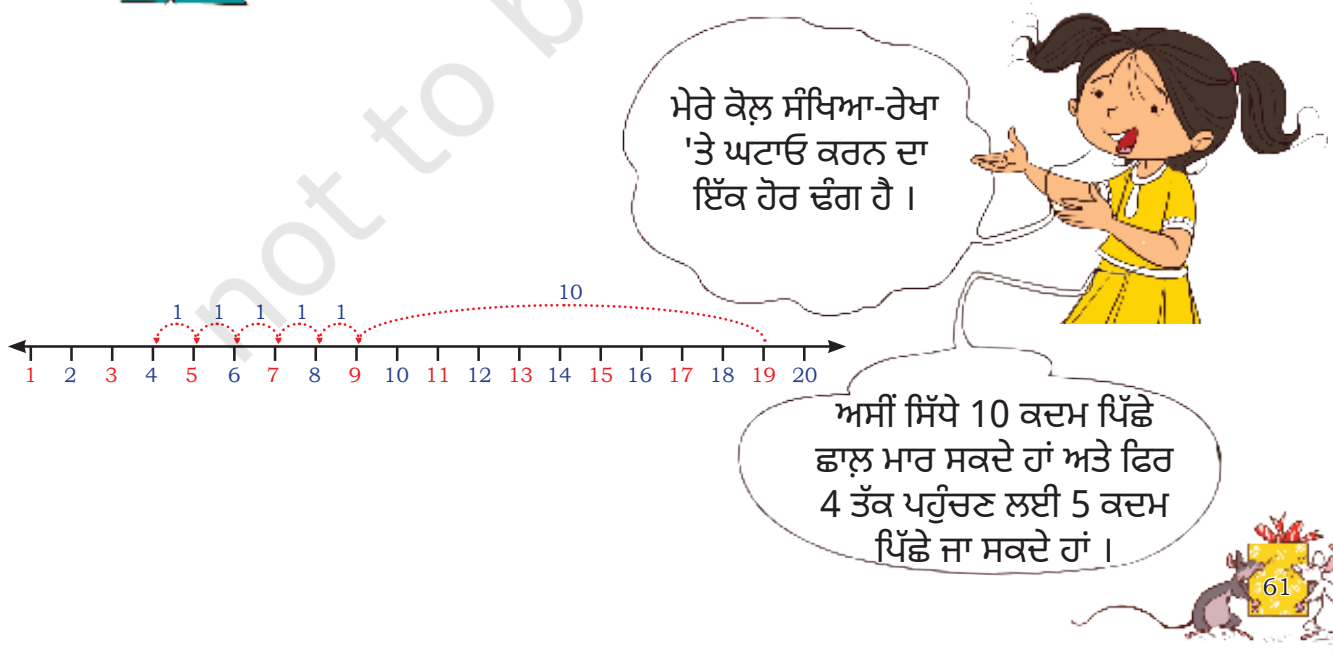 not to b
ਮੇਰੇ ਕੋਲ਼ ਸੰਖਿਆ-ਰੇਖਾ
'ਤੇ ਘਟਾਓ ਕਰਨ ਦਾ
ਇੱਕ ਹੋਰ ਢੰਗ ਹੈ ।
1 1 1 1 1 10
1 2 3 4 5 6 7 8 9 10 11 12 13 14 15 16 17 18 19 20
ਅਸੀਂ ਸਿੱਧੇ 10 ਕਦਮ ਪਿੱਛੇ
ਛਾਲ਼ ਮਾਰ ਸਕਦੇ ਹਾਂ ਅਤੇ ਫਿਰ
4 ਤੱਕ ਪਹੁੰਚਣ ਲਈ 5 ਕਦਮ
ਪਿੱਛੇ ਜਾ ਸਕਦੇ ਹਾਂ ।
61